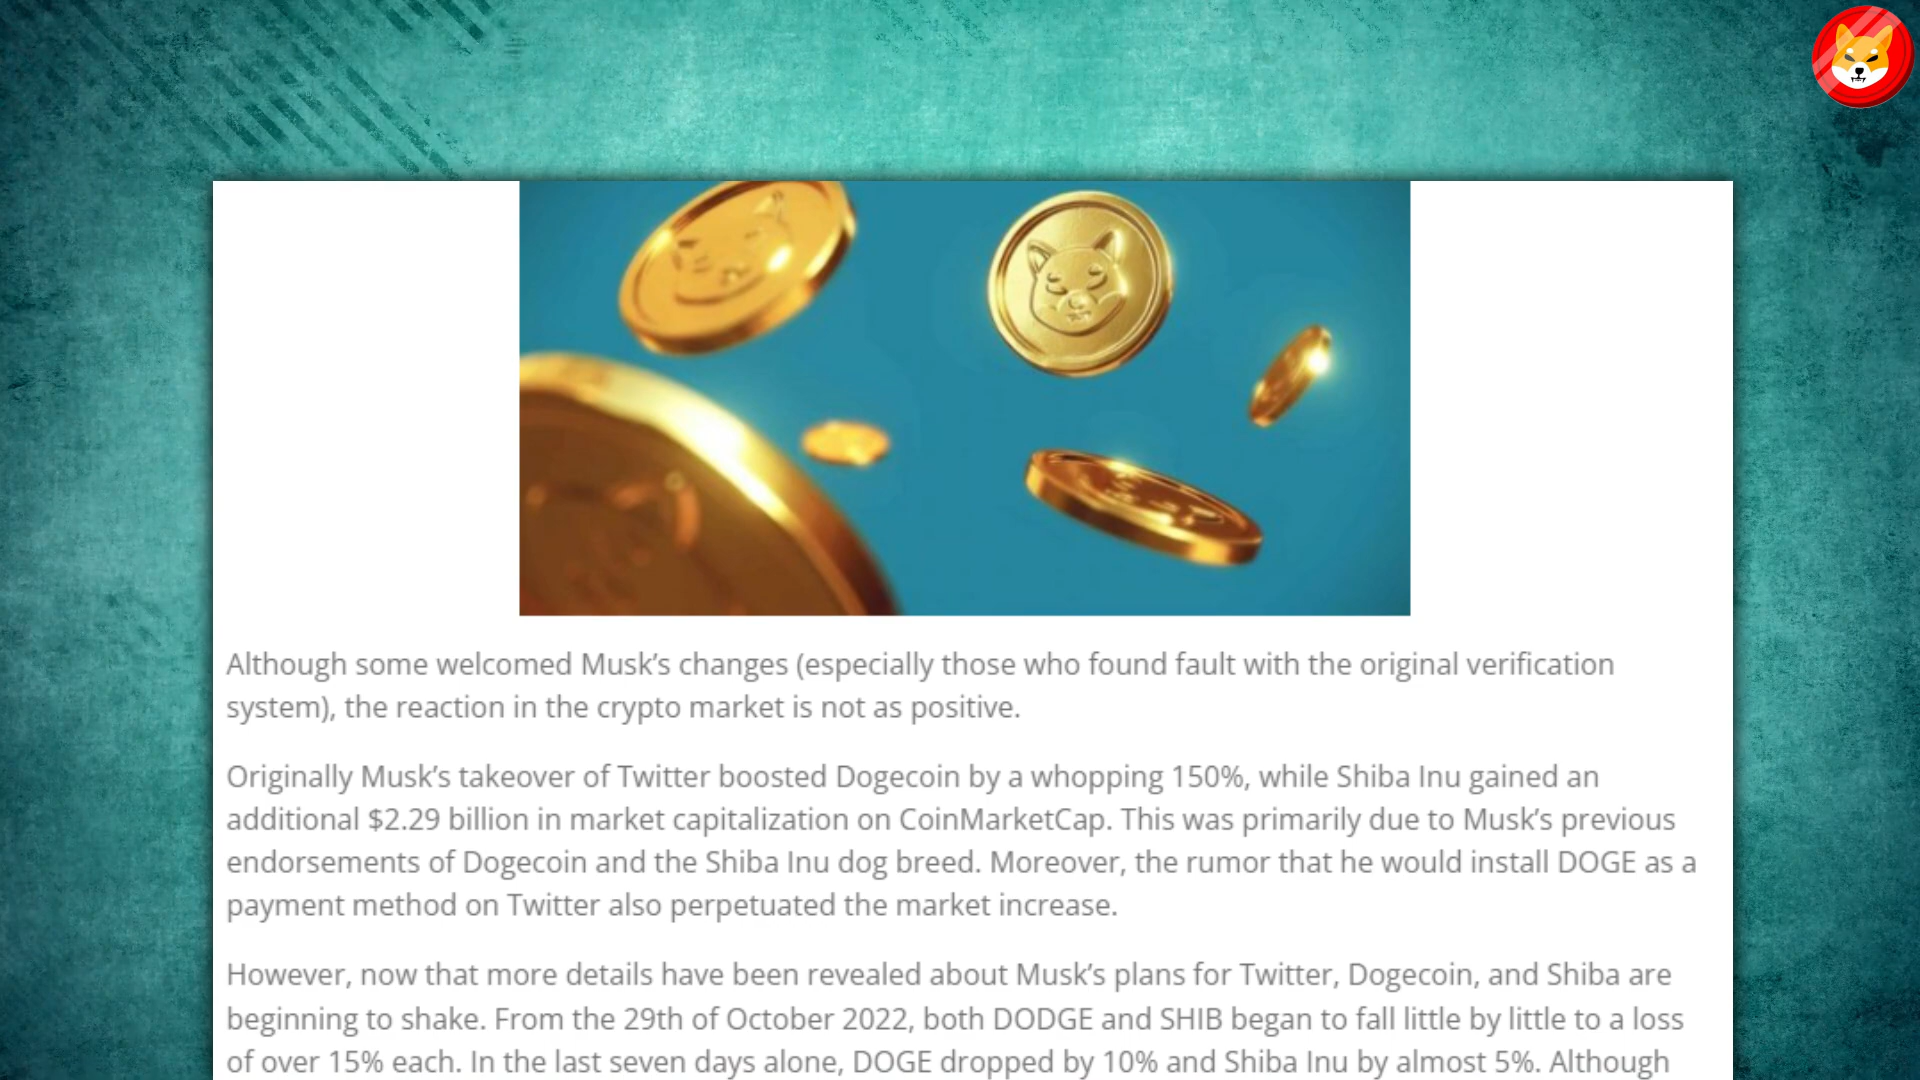 Although some welcomed Musk’s changes (especially those who found fault with the original verification
system), the reaction in the crypto market is not as positive.
Originally Musk’s takeover of Twitter boosted Dogecoin by a whopping 150%, while Shiba Inu gained an
additional $2.29 billion in market capitalization on CoinMarketCap. This was primarily due to Musk’s previous
endorsements of Dogecoin and the Shiba Inu dog breed. Moreover, the rumor that he would install DOGE as a
payment method on Twitter also perpetuated the market increase.
However, now that more details have been revealed about Musk’s plans for Twitter, Dogecoin, and Shiba are
beginning to shake. From the 29th of October 2022, both DODGE and SHIB began to fall little by little to a loss
of over 15% each. In the last seven days alone, DOGE dropped by 10% and Shiba Inu by almost 5%. Although